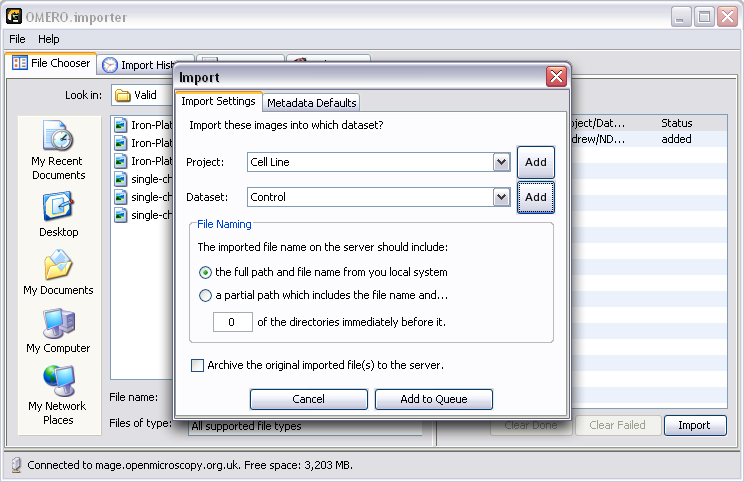 OMERO.importer
File Help
File Chooser
Import
Look in: Valid
My Recent
Documents
Desktop
My Documents
My Computer
My Network
Places
Iron-Plat
Iron-Plat
Iron-Plat
single-ch
single-ch
single-ch
File name:
Files of type: All supported file types
Import
Import Settings
Metadata Defaults
Import these images into which dataset?
Project: Cell Line Add
Dataset: Control Add
File Naming
The imported file name on the server should include:
the full path and file name from you local system
a partial path which includes the file name and...
0 of the directories immediately before it.
Archive the original imported file(s) to the server.
Cancel
Add to Queue
ject/Dat... Status
drew/ND... added
Clear Done
Clear Failed
Import
Connected to mage.openmicroscopy.org.uk. Free space: 3,203 MB.